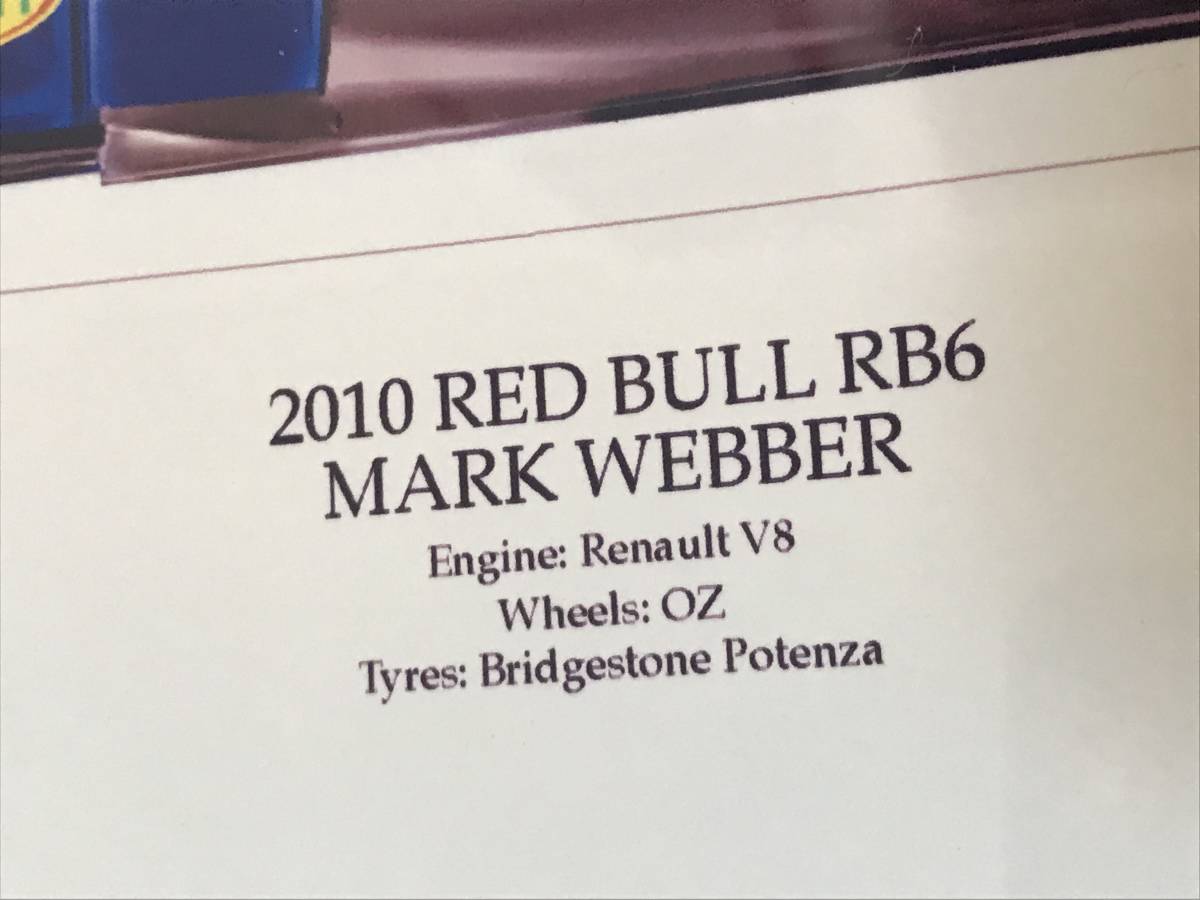 2010 RED BULL RB6
MARK WEBBER
Engine: Renault V8
Wheels: OZ
Tyres: Bridgestone Potenza